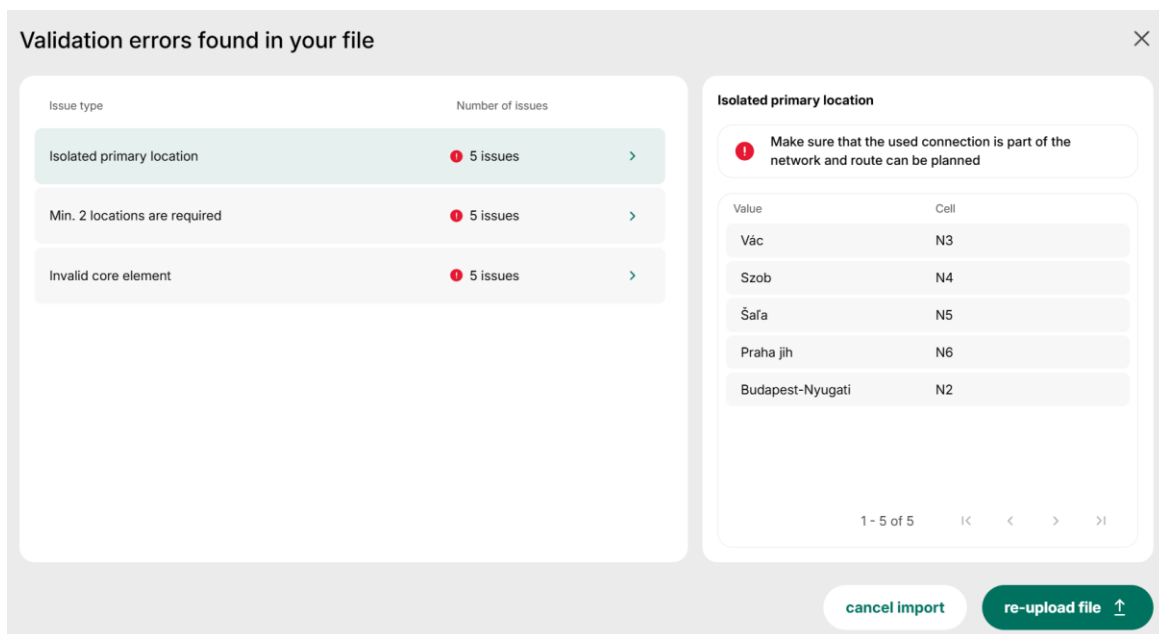 Validation errors found in your file
Issue type Number of issues
Isolated primary location 5 issues
Min. 2 locations are required 5 issues
Invalid core element 5 issues
Isolated primary location
Make sure that the used connection is part of the
network and route can be planned
Value Cell
Vác N3
Szob N4
Šaľa N5
Praha jih N6
Budapest-Nyugati N2
1 - 5 of 5
cancel import re-upload file